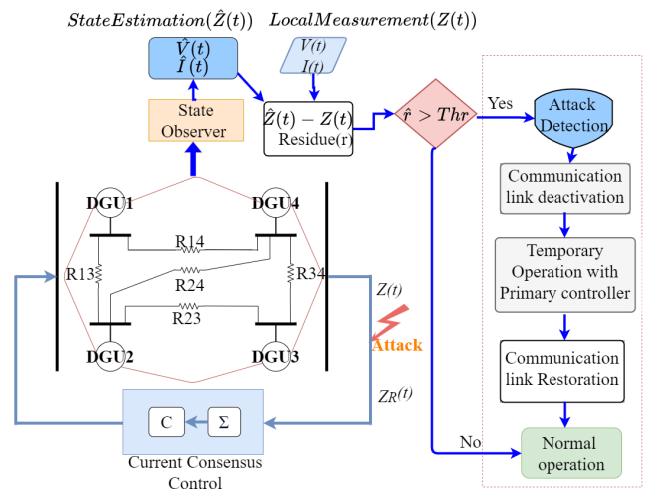 StateEstimation(Ẑ(t))
LocalMeasurement(Z(t))
V̂(t)
Î(t)
V(t)
I(t)
State
Observer
Ẑ(t) − Z(t)
Residue(r)
r̂ > Thr
Yes
Attack
Detection
Communication
link deactivation
Temporary
Operation with
Primary controller
Communication
link Restoration
No
Normal
operation
DGU1
DGU4
R14
R13
R24
R34
R23
DGU2
DGU3
Z(t)
Attack
Z_R(t)
C
Σ
Current Consensus
Control